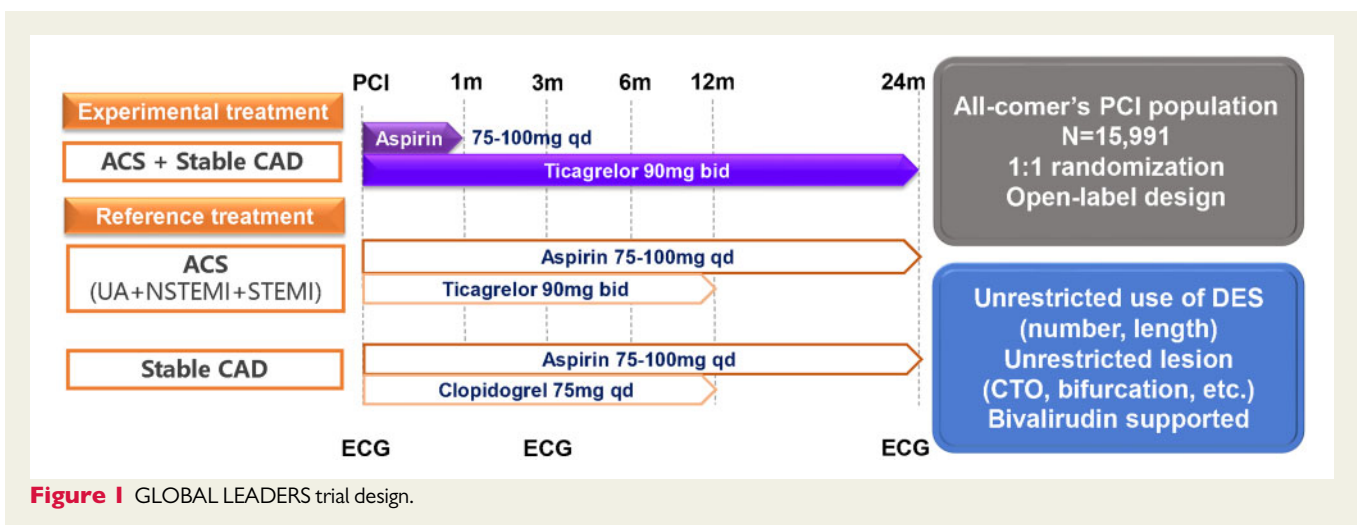 PCI 1m 3m 6m 12m 24m
Experimental treatment
Aspirin 75-100mg qd
ACS + Stable CAD
Ticagrelor 90mg bid
Reference treatment
ACS
(UA+NSTEMI+STEMI)
Aspirin 75-100mg qd
Ticagrelor 90mg bid
Stable CAD
Aspirin 75-100mg qd
Clopidogrel 75mg qd
ECG ECG ECG
All-comer's PCI population
N=15,991
1:1 randomization
Open-label design
Unrestricted use of DES
(number, length)
Unrestricted lesion
(CTO, bifurcation, etc.)
Bivalirudin supported
Figure 1 GLOBAL LEADERS trial design.